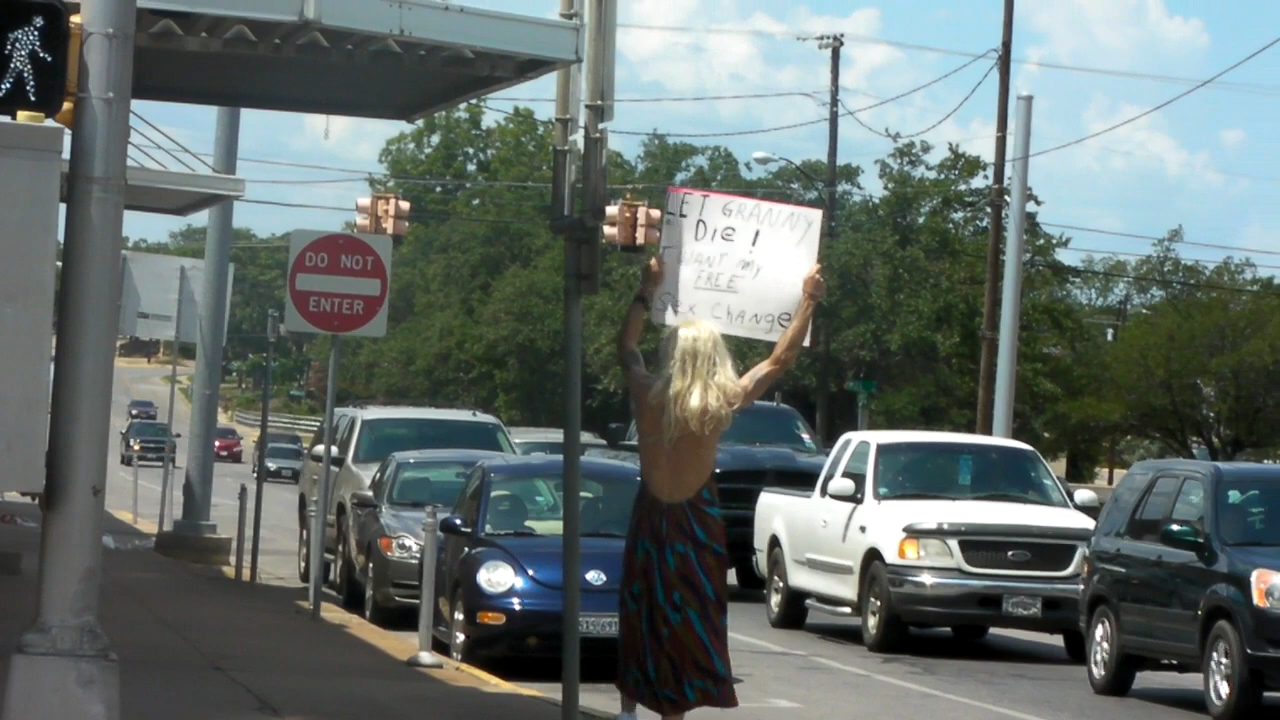 DO NOT
ENTER
LET GRANNY
Die!
I WANT my
FREE
Sex Change